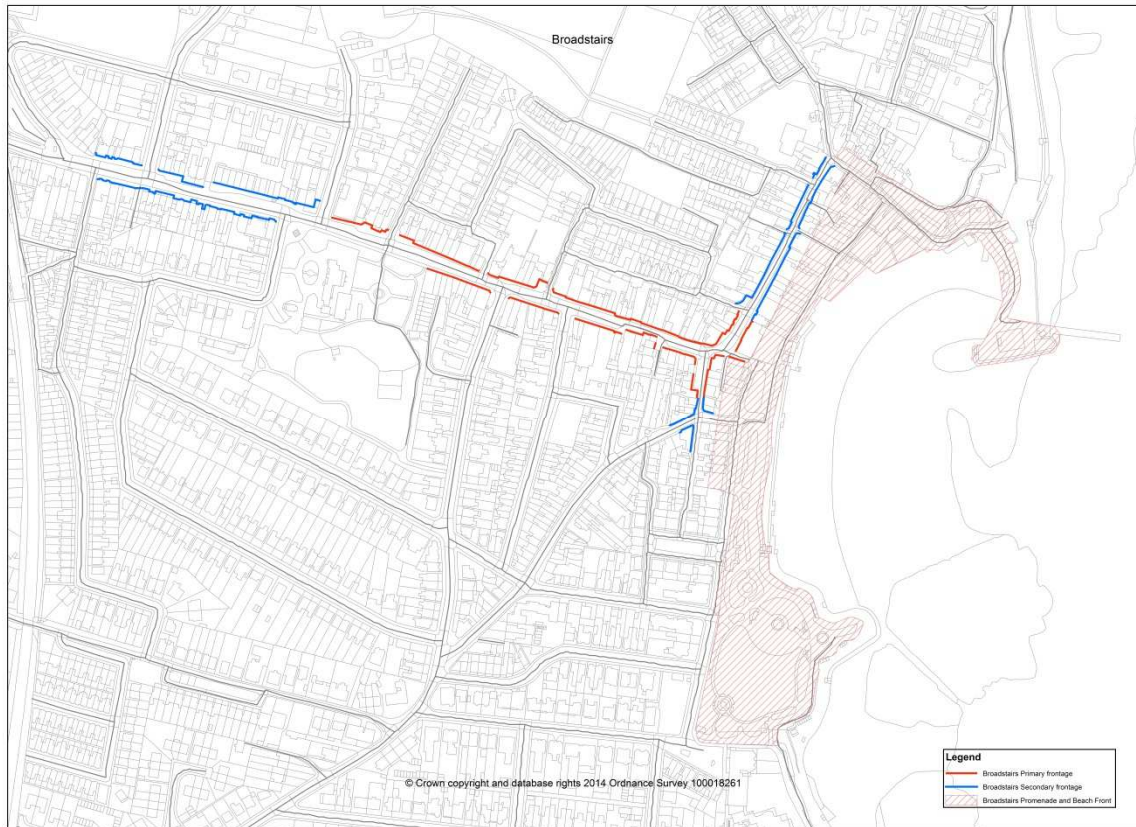 Broadstairs
Legend
Broadstairs Primary frontage
Broadstairs Secondary frontage
Broadstairs Promenade and Beach Front
© Crown copyright and database rights 2014 Ordnance Survey 100018261